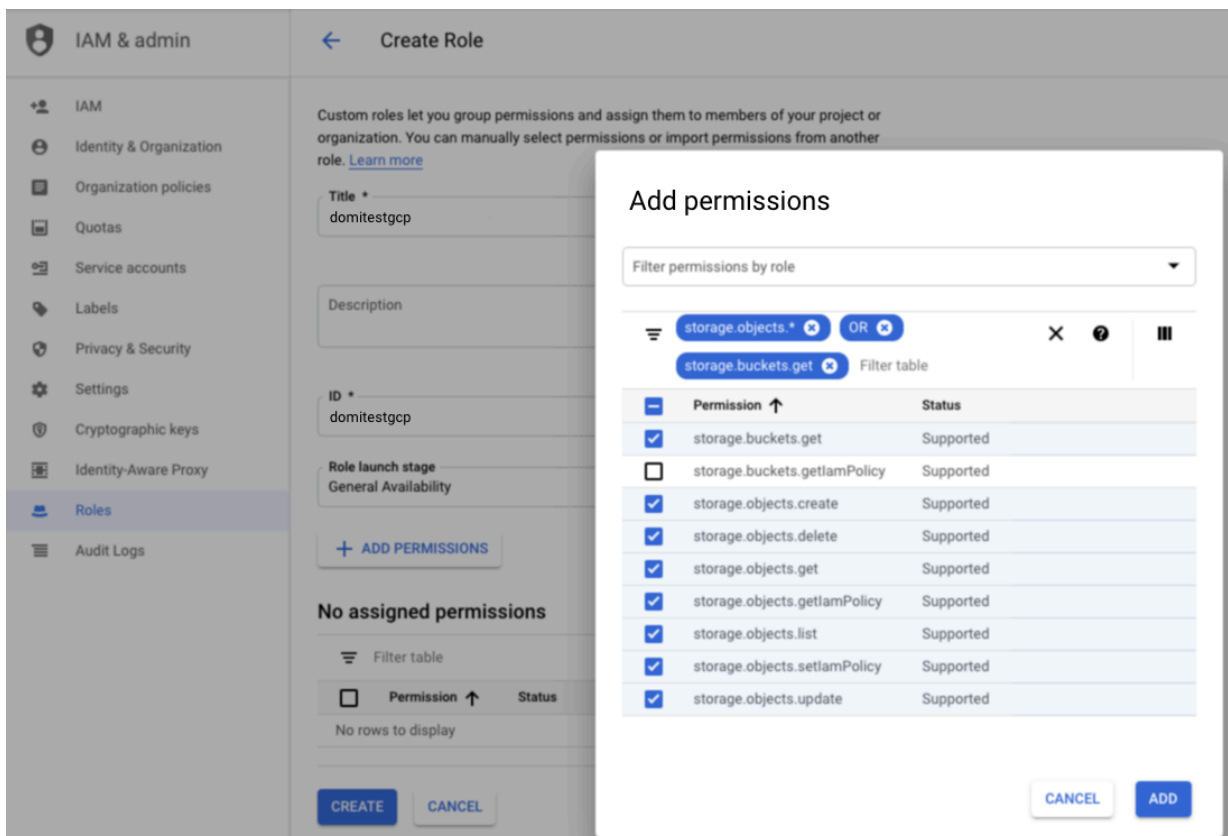 IAM & admin
Create Role
IAM
Identity & Organization
Organization policies
Quotas
Service accounts
Labels
Privacy & Security
Settings
Cryptographic keys
Identity-Aware Proxy
Roles
Audit Logs
Custom roles let you group permissions and assign them to members of your project or
organization. You can manually select permissions or import permissions from another
role. Learn more
Title *
domitestgcp
Description
ID *
domitestgcp
Role launch stage
General Availability
ADD PERMISSIONS
No assigned permissions
Filter table
Permission Status
No rows to display
CREATE CANCEL
Add permissions
Filter permissions by role
storage.objects.* OR
storage.buckets.get Filter table
Permission Status
storage.buckets.get Supported
storage.buckets.getIamPolicy Supported
storage.objects.create Supported
storage.objects.delete Supported
storage.objects.get Supported
storage.objects.getIamPolicy Supported
storage.objects.list Supported
storage.objects.setIamPolicy Supported
storage.objects.update Supported
CANCEL ADD